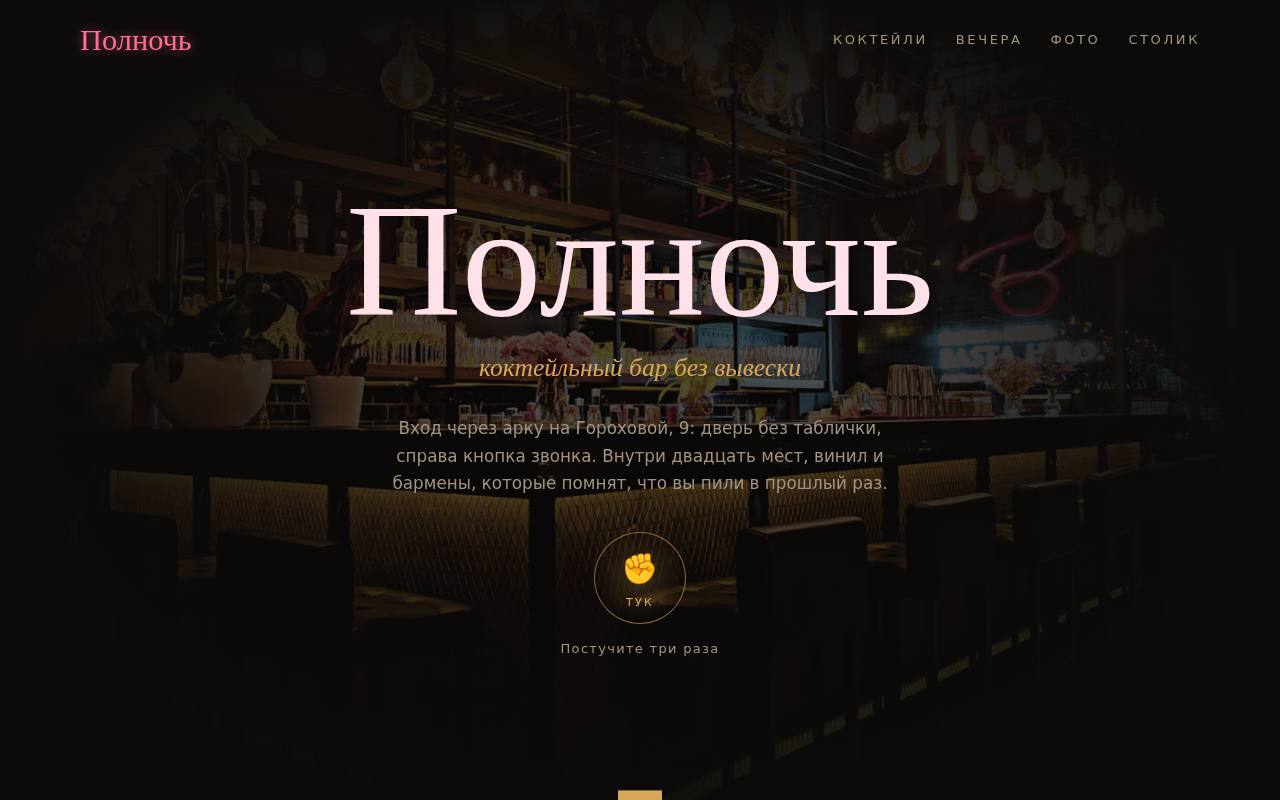 Полночь
КОКТЕЙЛИ ВЕЧЕРА ФОТО СТОЛИК
Полночь
BASTA HERO
коктейльный бар без вывески
Вход через арку на Гороховой, 9: дверь без таблички,
справа кнопка звонка. Внутри двадцать мест, винил и
бармены, которые помнят, что вы пили в прошлый раз.
ТУК
Постучите три раза